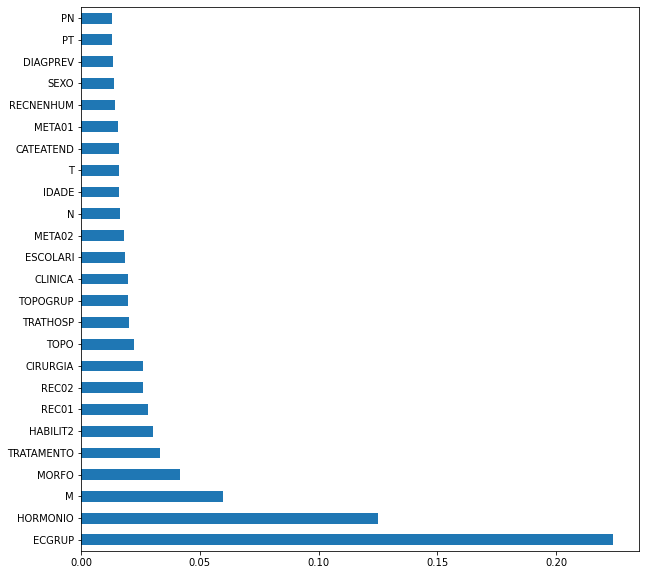 PN
PT
DIAGPREV
SEXO
RECNENHUM
META01
CATEATEND
T
IDADE
N
META02
ESCOLARI
CLINICA
TOPOGRUP
TRATHOSP
TOPO
CIRURGIA
REC02
REC01
HABILIT2
TRATAMENTO
MORFO
M
HORMONIO
ECGRUP
0.00 0.05 0.10 0.15 0.20